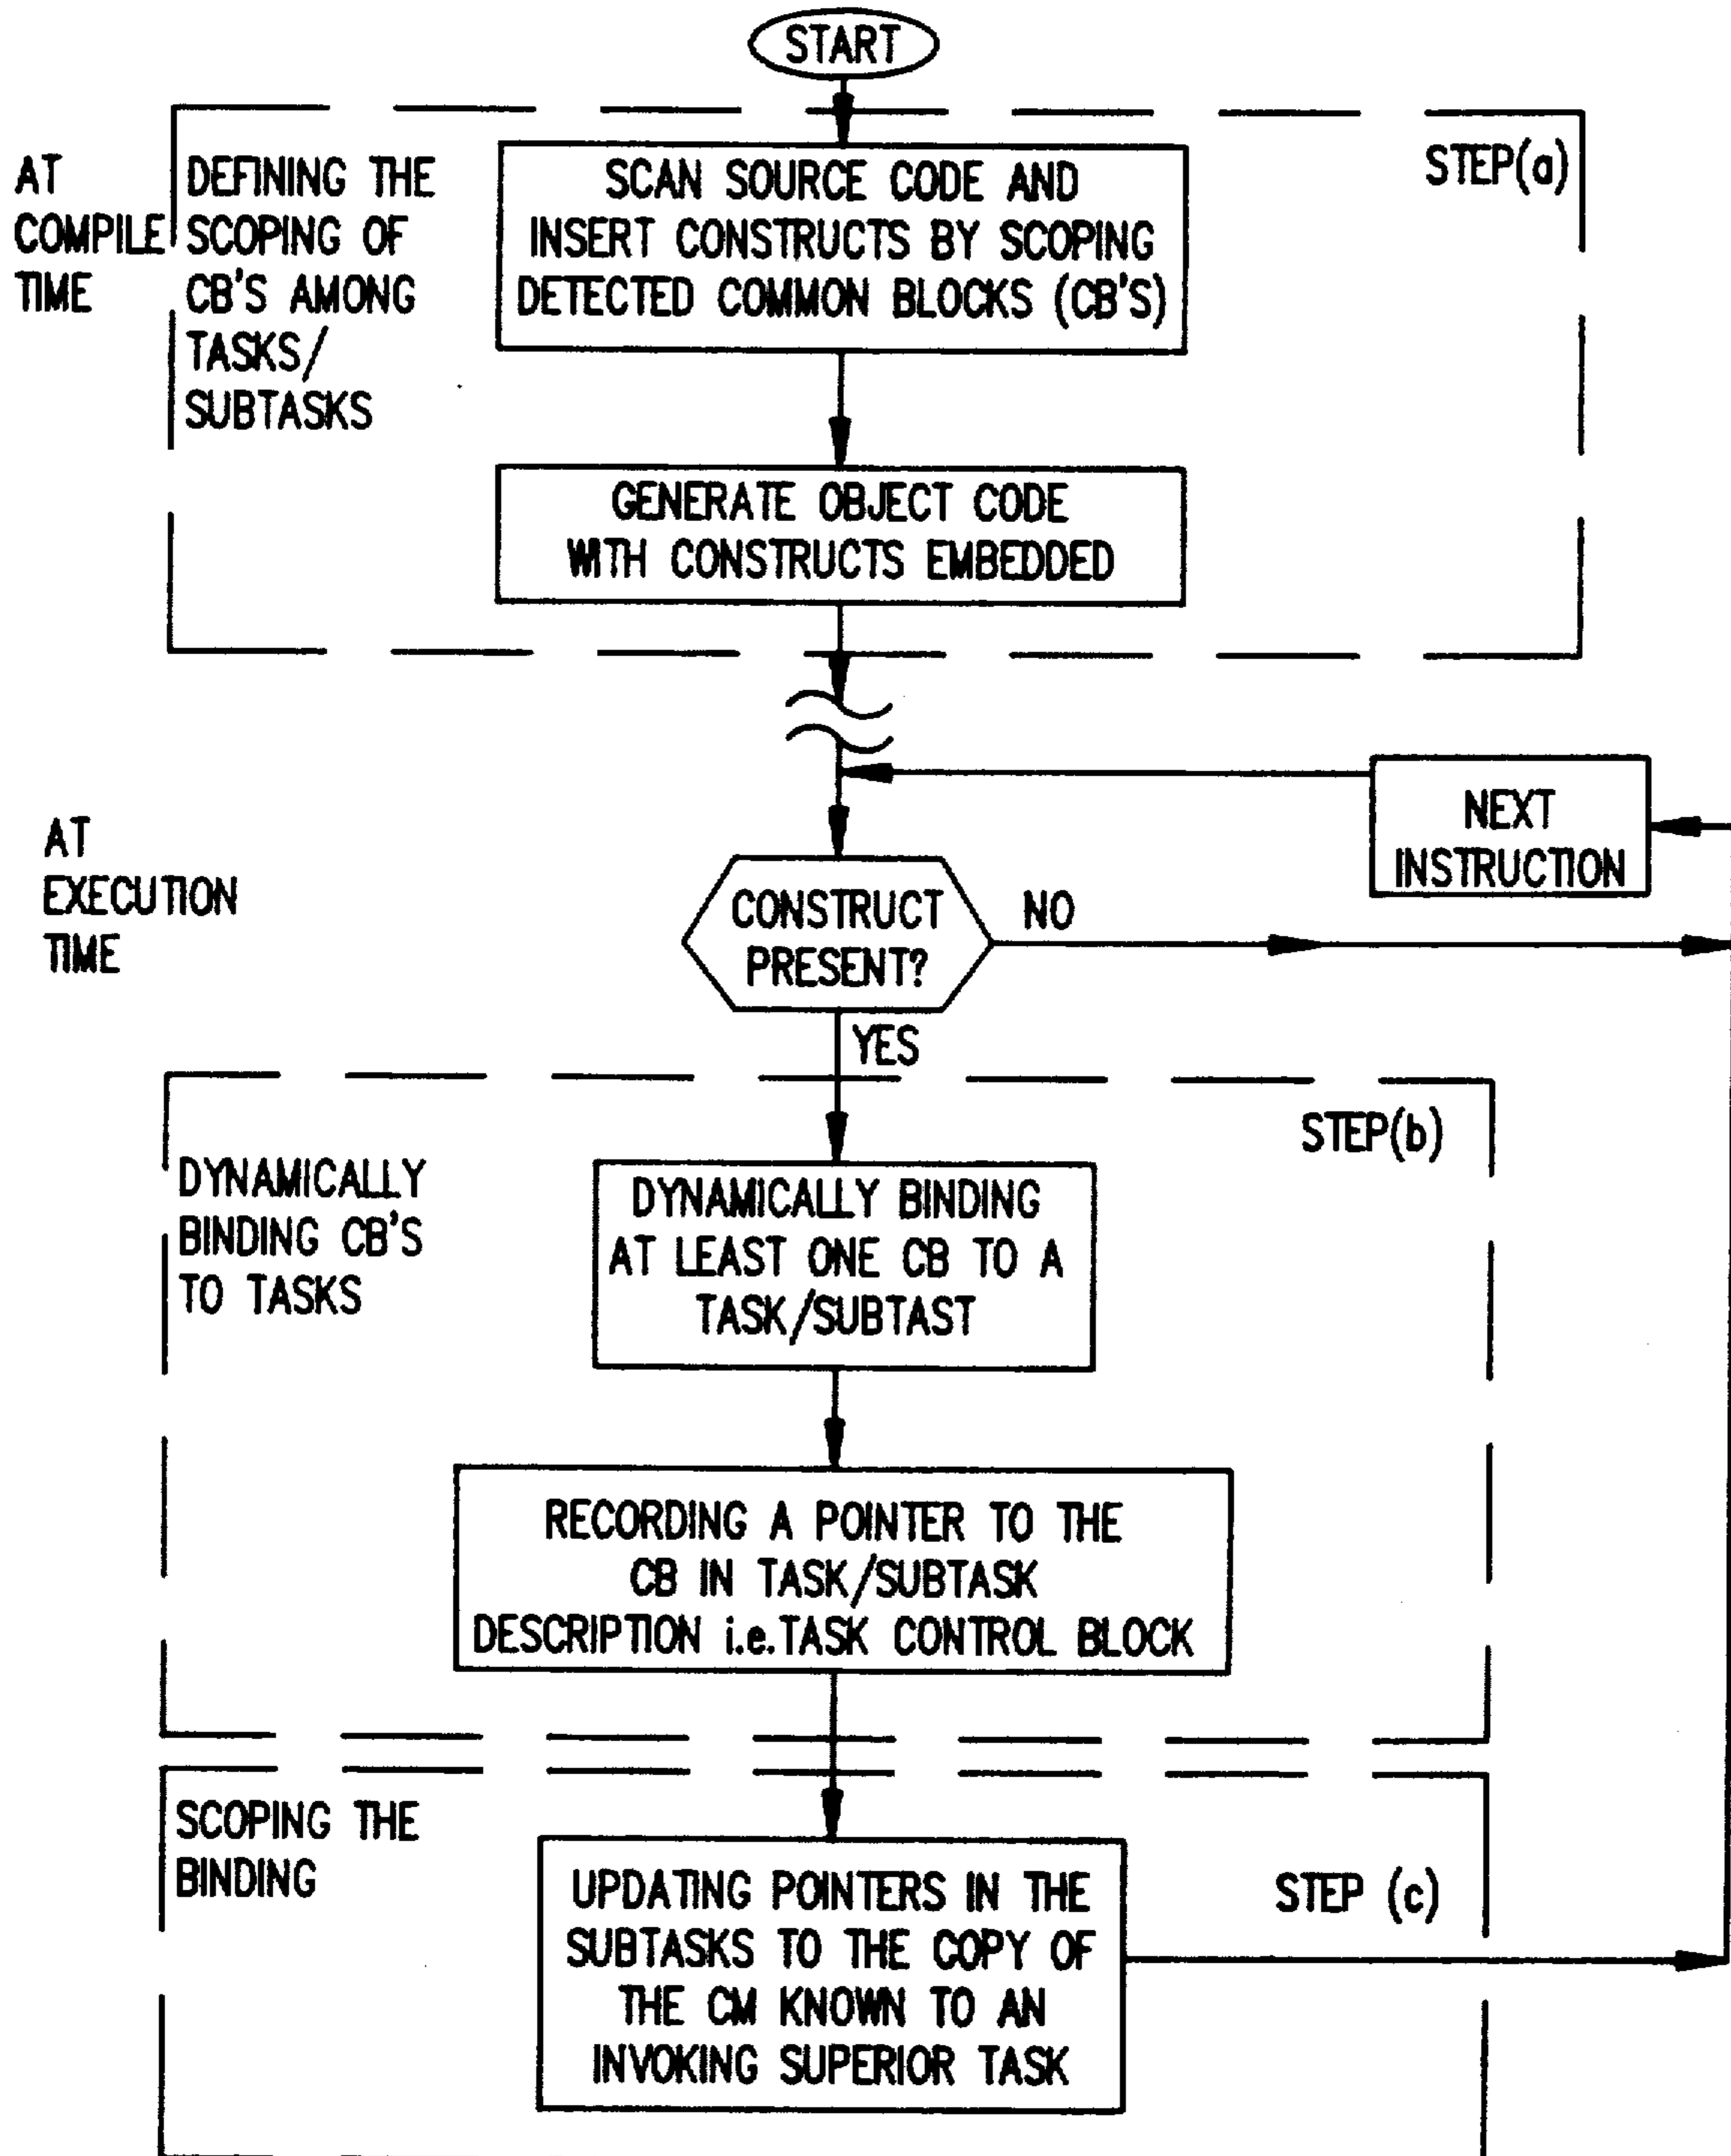 START
AT
COMPILE
TIME
DEFINING THE
SCOPING OF
CB'S AMONG
TASKS/
SUBTASKS
STEP(a)
SCAN SOURCE CODE AND
INSERT CONSTRUCTS BY SCOPING
DETECTED COMMON BLOCKS (CB'S)
GENERATE OBJECT CODE
WITH CONSTRUCTS EMBEDDED
NEXT
INSTRUCTION
AT
EXECUTION
TIME
CONSTRUCT
PRESENT?
NO
YES
STEP(b)
DYNAMICALLY
BINDING CB'S
TO TASKS
DYNAMICALLY BINDING
AT LEAST ONE CB TO A
TASK/SUBTAST
RECORDING A POINTER TO THE
CB IN TASK/SUBTASK
DESCRIPTION i.e.TASK CONTROL BLOCK
SCOPING THE
BINDING
STEP (c)
UPDATING POINTERS IN THE
SUBTASKS TO THE COPY OF
THE CM KNOWN TO AN
INVOKING SUPERIOR TASK